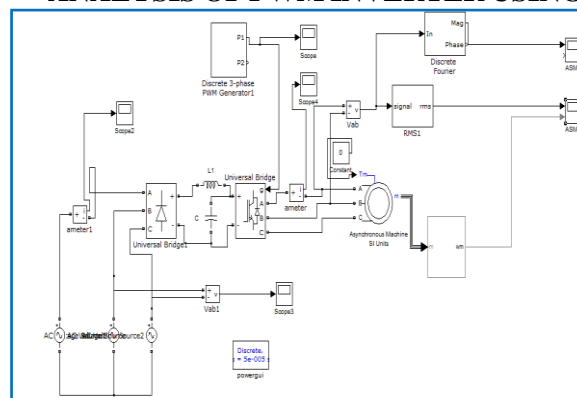 ANALYSIS OF PWM INVERTER USING
P1
P2
Discrete 3-phase
PWM Generator1
Scope
Scope4
In
Mag
Phase
Discrete
Fourier
ASM
+
-
v
Vab
signal
rms
RMS1
ASM
Scope2
0
Constant
L1
Universal Bridge
g
A
B
C
+
-
i
ameter
Tm
A
B
C
m
Asynchronous Machine
SI Units
m
wm
+
-
i
ameter1
A
B
C
+
-
Universal Bridge1
C
+
-
v
Vab1
Scope3
AC
Source2
Discrete,
= 5e-005
powergui